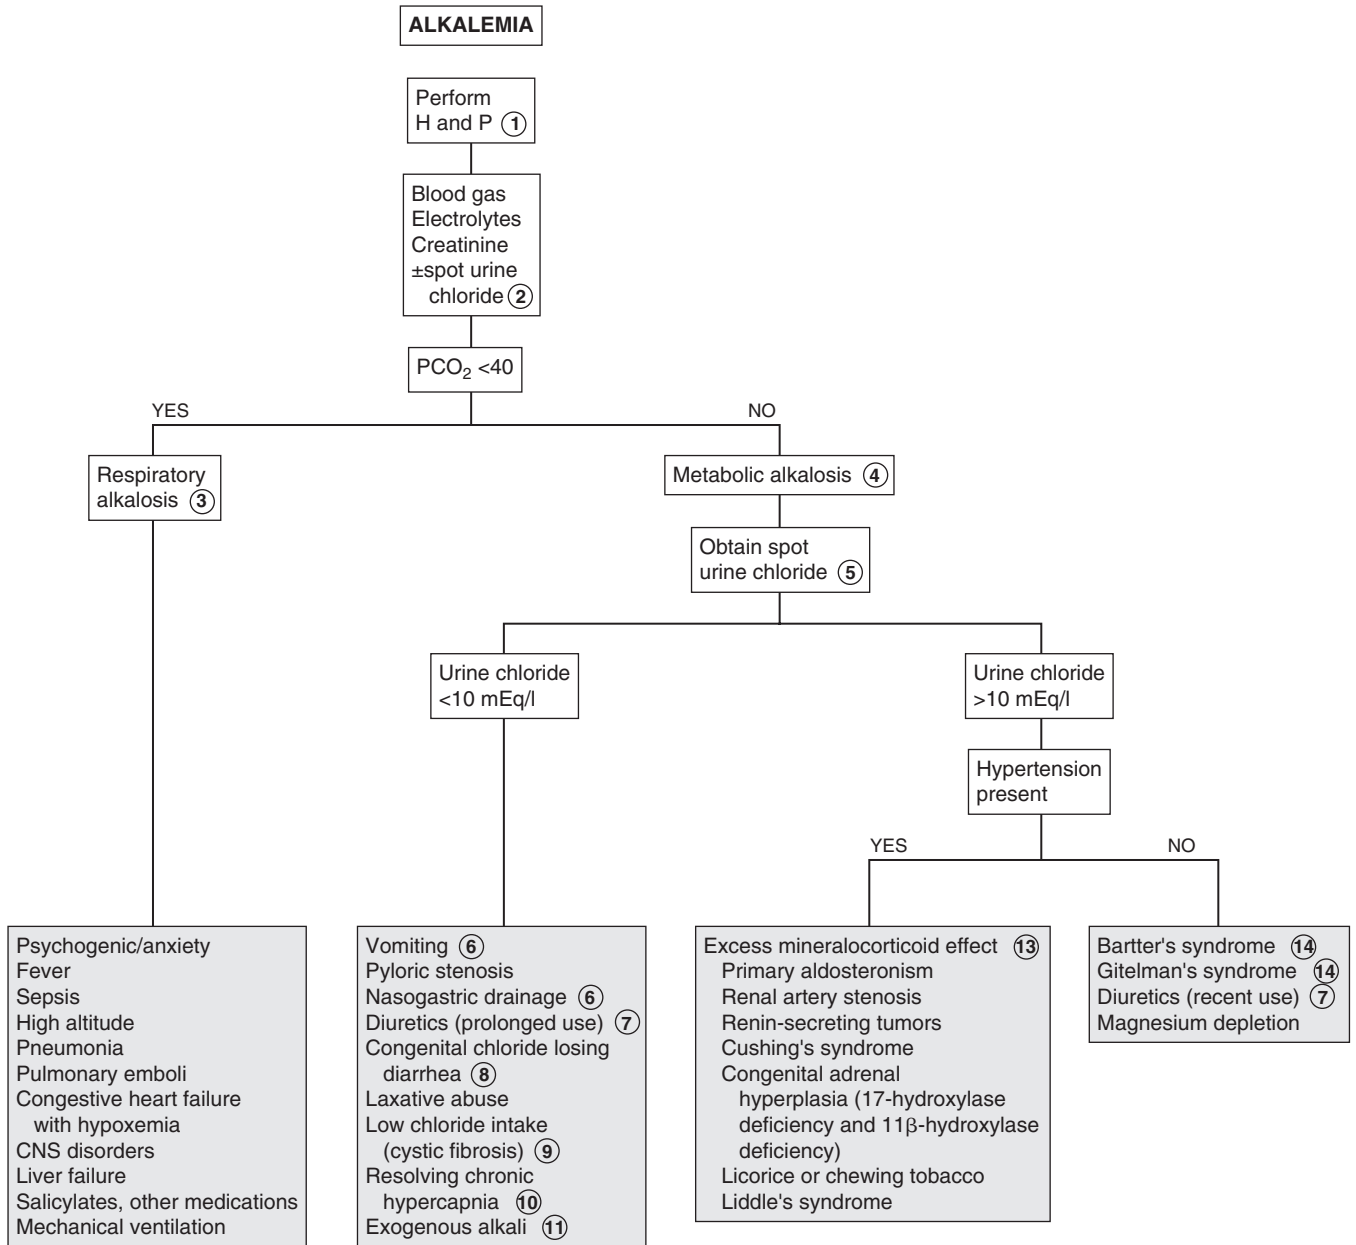 ALKALEMIA
Perform
H and P 1
Blood gas
Electrolytes
Creatinine
±spot urine
chloride 2
PCO2 <40
YES
NO
Respiratory
alkalosis 3
Metabolic alkalosis 4
Obtain spot
urine chloride 5
Urine chloride
<10 mEq/l
Urine chloride
>10 mEq/l
Hypertension
present
YES
NO
Psychogenic/anxiety
Fever
Sepsis
High altitude
Pneumonia
Pulmonary emboli
Congestive heart failure
with hypoxemia
CNS disorders
Liver failure
Salicylates, other medications
Mechanical ventilation
Vomiting 6
Pyloric stenosis
Nasogastric drainage 6
Diuretics (prolonged use) 7
Congenital chloride losing
diarrhea 8
Laxative abuse
Low chloride intake
(cystic fibrosis) 9
Resolving chronic
hypercapnia 10
Exogenous alkali 11
Excess mineralocorticoid effect 13
Primary aldosteronism
Renal artery stenosis
Renin-secreting tumors
Cushing's syndrome
Congenital adrenal
hyperplasia (17-hydroxylase
deficiency and 11β-hydroxylase
deficiency)
Licorice or chewing tobacco
Liddle's syndrome
Bartter's syndrome 14
Gitelman's syndrome 14
Diuretics (recent use) 7
Magnesium depletion